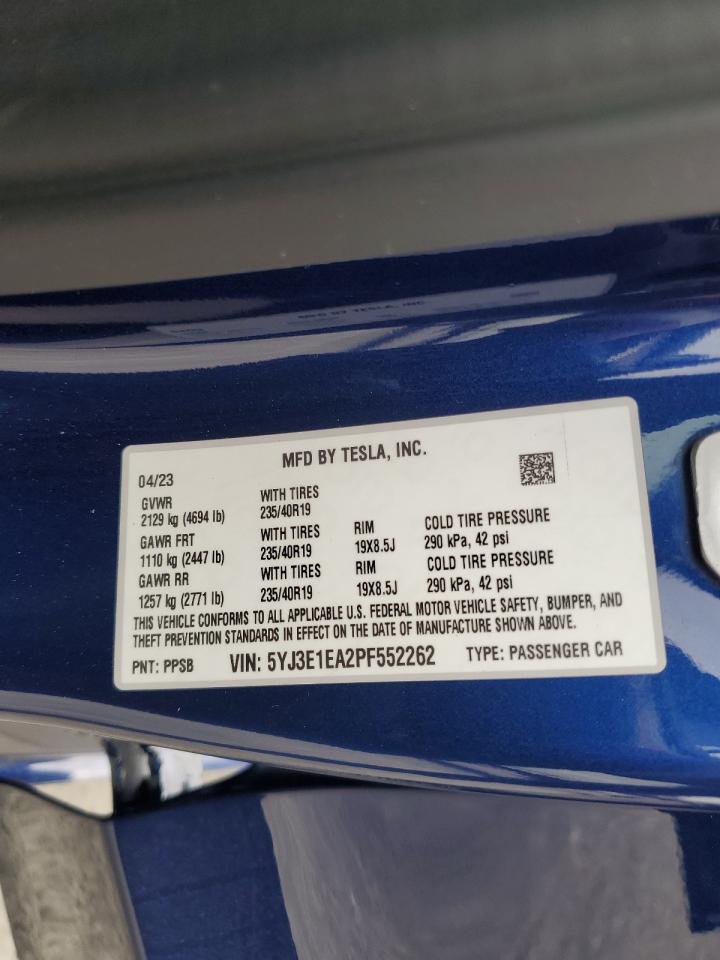 MFD BY TESLA, INC.
04/23
GVWR WITH TIRES
2129 kg (4694 lb) 235/40R19
GAWR FRT WITH TIRES RIM COLD TIRE PRESSURE
1110 kg (2447 lb) 235/40R19 19X8.5J 290 kPa, 42 psi
GAWR RR WITH TIRES RIM COLD TIRE PRESSURE
1257 kg (2771 lb) 235/40R19 19X8.5J 290 kPa, 42 psi
THIS VEHICLE CONFORMS TO ALL APPLICABLE U.S. FEDERAL MOTOR VEHICLE SAFETY, BUMPER, AND
THEFT PREVENTION STANDARDS IN EFFECT ON THE DATE OF MANUFACTURE SHOWN ABOVE.
PNT: PPSB VIN: 5YJ3E1EA2PF552262 TYPE: PASSENGER CAR